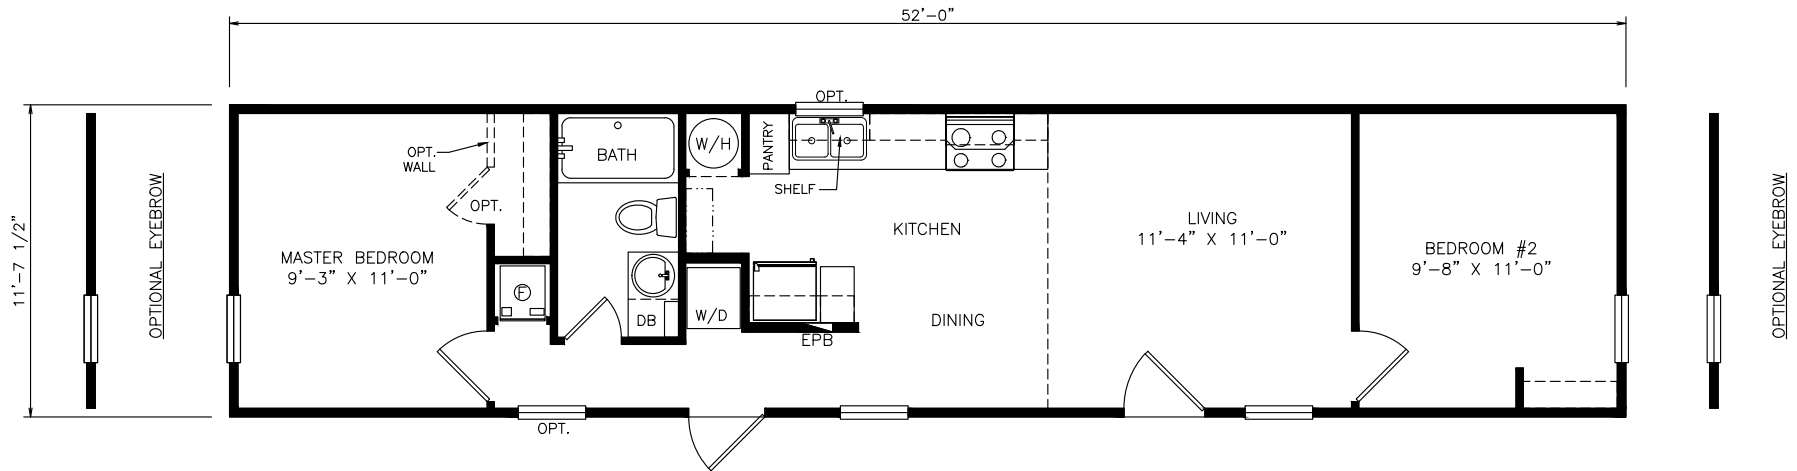 52'-0"
OPT.
OPT.
WALL
OPT.
BATH
W/H
PANTRY
SHELF
11'-7 1/2"
OPTIONAL EYEBROW
MASTER BEDROOM
9'-3" X 11'-0"
KITCHEN
LIVING
11'-4" X 11'-0"
BEDROOM #2
9'-8" X 11'-0"
OPTIONAL EYEBROW
F
DB
W/D
DINING
EPB
OPT.